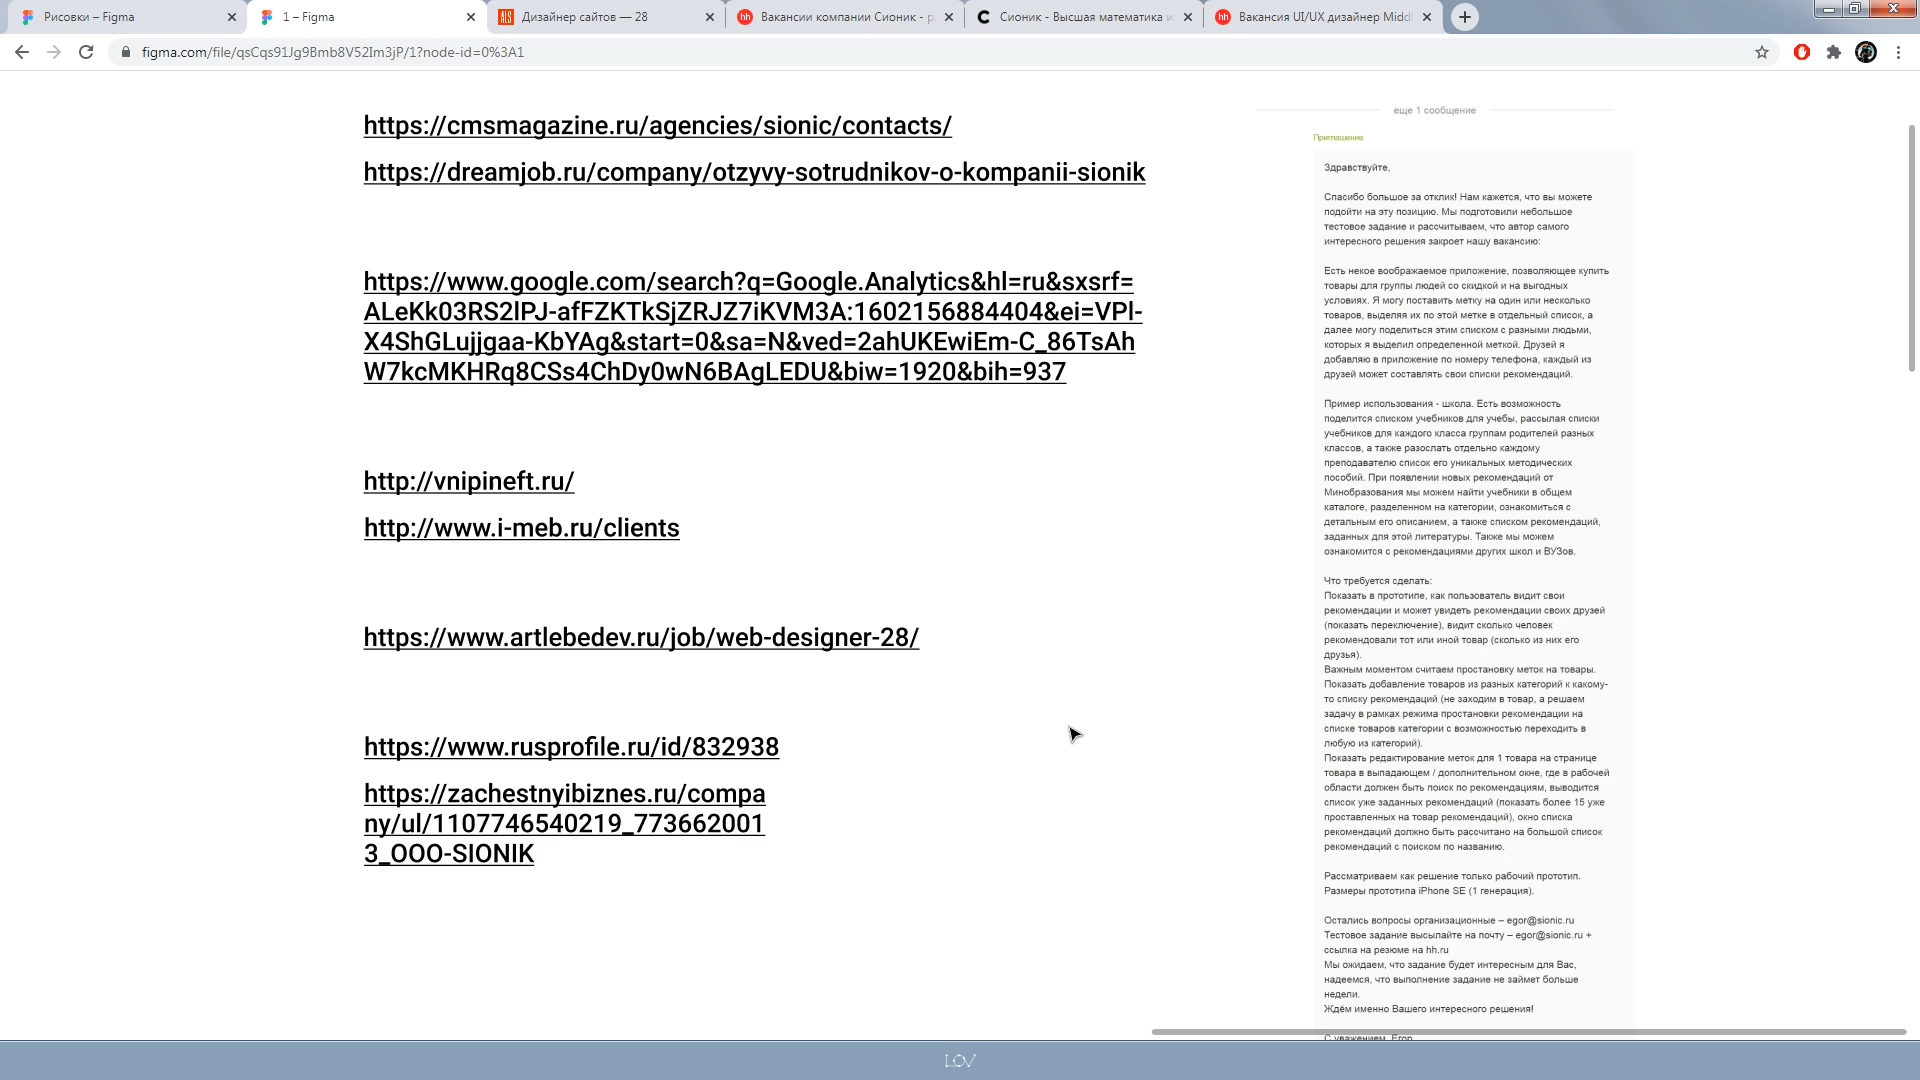 Рисовки – Figma
1 – Figma
Дизайнер сайтов — 28
Вакансии компании Сионик - р
Сионик - Высшая математика и
Вакансия UI/UX дизайнер Middl
figma.com/file/qsCqs91Jg9Bmb8V52Im3jP/1?node-id=0%3A1
https://cmsmagazine.ru/agencies/sionic/contacts/
https://dreamjob.ru/company/otzyvy-sotrudnikov-o-kompanii-sionik
https://www.google.com/search?q=Google.Analytics&hl=ru&sxsrf=
ALeKk03RS2lPJ-afFZKTkSjZRJZ7iKVM3A:1602156884404&ei=VPl-
X4ShGLujjgaa-KbYAg&start=0&sa=N&ved=2ahUKEwiEm-C_86TsAh
W7kcMKHRq8CSs4ChDy0wN6BAgLEDU&biw=1920&bih=937
http://vnipineft.ru/
http://www.i-meb.ru/clients
https://www.artlebedev.ru/job/web-designer-28/
https://www.rusprofile.ru/id/832938
https://zachestnyibiznes.ru/compa
ny/ul/1107746540219_773662001
3_OOO-SIONIK
еще 1 сообщение
Приглашение
Здравствуйте,
Спасибо большое за отклик! Нам кажется, что вы можете
подойти на эту позицию. Мы подготовили небольшое
тестовое задание и рассчитываем, что автор самого
интересного решения закроет нашу вакансию:
Есть некое воображаемое приложение, позволяющее купить
товары для группы людей со скидкой и на выгодных
условиях. Я могу поставить метку на один или несколько
товаров, выделяя их по этой метке в отдельный список, а
далее могу поделиться этим списком с разными людьми,
которых я выделил определенной меткой. Друзей я
добавляю в приложение по номеру телефона, каждый из
друзей может составлять свои списки рекомендаций.
Пример использования - школа. Есть возможность
поделится списком учебников для учебы, рассылая списки
учебников для каждого класса группам родителей разных
классов, а также разослать отдельно каждому
преподавателю список его уникальных методических
пособий. При появлении новых рекомендаций от
Минобразования мы можем найти учебники в общем
каталоге, разделенном на категории, ознакомиться с
детальным его описанием, а также списком рекомендаций,
заданных для этой литературы. Также мы можем
ознакомится с рекомендациями других школ и ВУЗов.
Что требуется сделать:
Показать в прототипе, как пользователь видит свои
рекомендации и может увидеть рекомендации своих друзей
(показать переключение), видит сколько человек
рекомендовали тот или иной товар (сколько из них его
друзья).
Важным моментом считаем простановку меток на товары.
Показать добавление товаров из разных категорий к какому-
то списку рекомендаций (не заходим в товар, а решаем
задачу в рамках режима простановки рекомендации на
списке товаров категории с возможностью переходить в
любую из категорий).
Показать редактирование меток для 1 товара на странице
товара в выпадающем / дополнительном окне, где в рабочей
области должен быть поиск по рекомендациям, выводится
список уже заданных рекомендаций (показать более 15 уже
проставленных на товар рекомендаций), окно списка
рекомендаций должно быть рассчитано на большой список
рекомендаций с поиском по названию.
Рассматриваем как решение только рабочий прототип.
Размеры прототипа iPhone SE (1 генерация).
Остались вопросы организационные – egor@sionic.ru
Тестовое задание высылайте на почту – egor@sionic.ru +
ссылка на резюме на hh.ru
Мы ожидаем, что задание будет интересным для Вас,
надеемся, что выполнение задание не займет больше
недели.
Ждём именно Вашего интересного решения!
С уважением, Егор
LOV